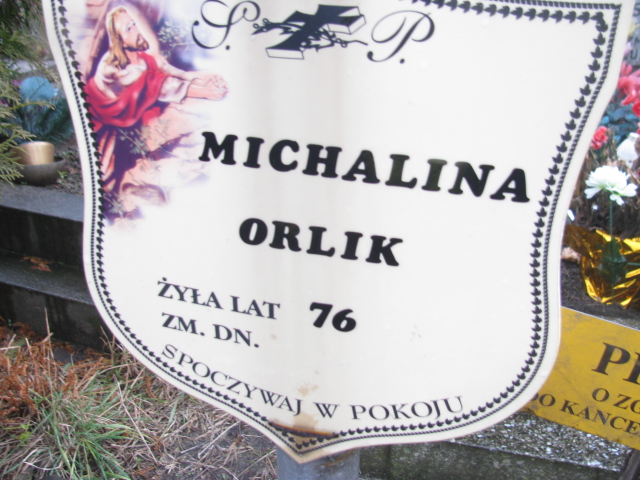 Ś. P.
MICHALINA
ORLIK
ŻYŁA LAT 76
ZM. DN.
SPOCZYWAJ W POKOJU
O